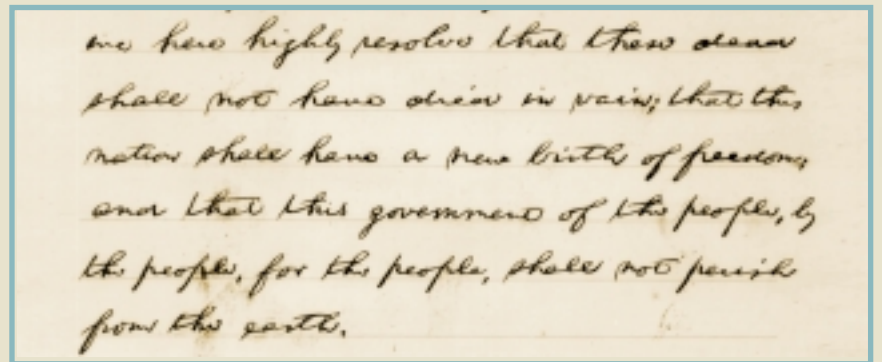 we here highly resolve that these dead
shall not have died in vain; that the
nation shall have a new birth of freedom,
and that this government of the people, by
the people, for the people, shall not perish
from the earth.